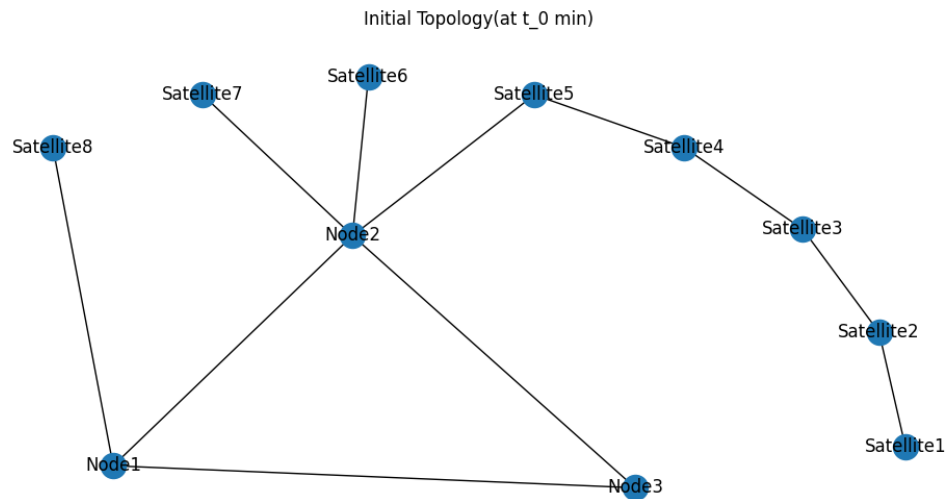 Initial Topology(at t_0 min)
Satellite6
Satellite7
Satellite5
Satellite8
Satellite4
Satellite3
Node2
Satellite2
Satellite1
Node1
Node3